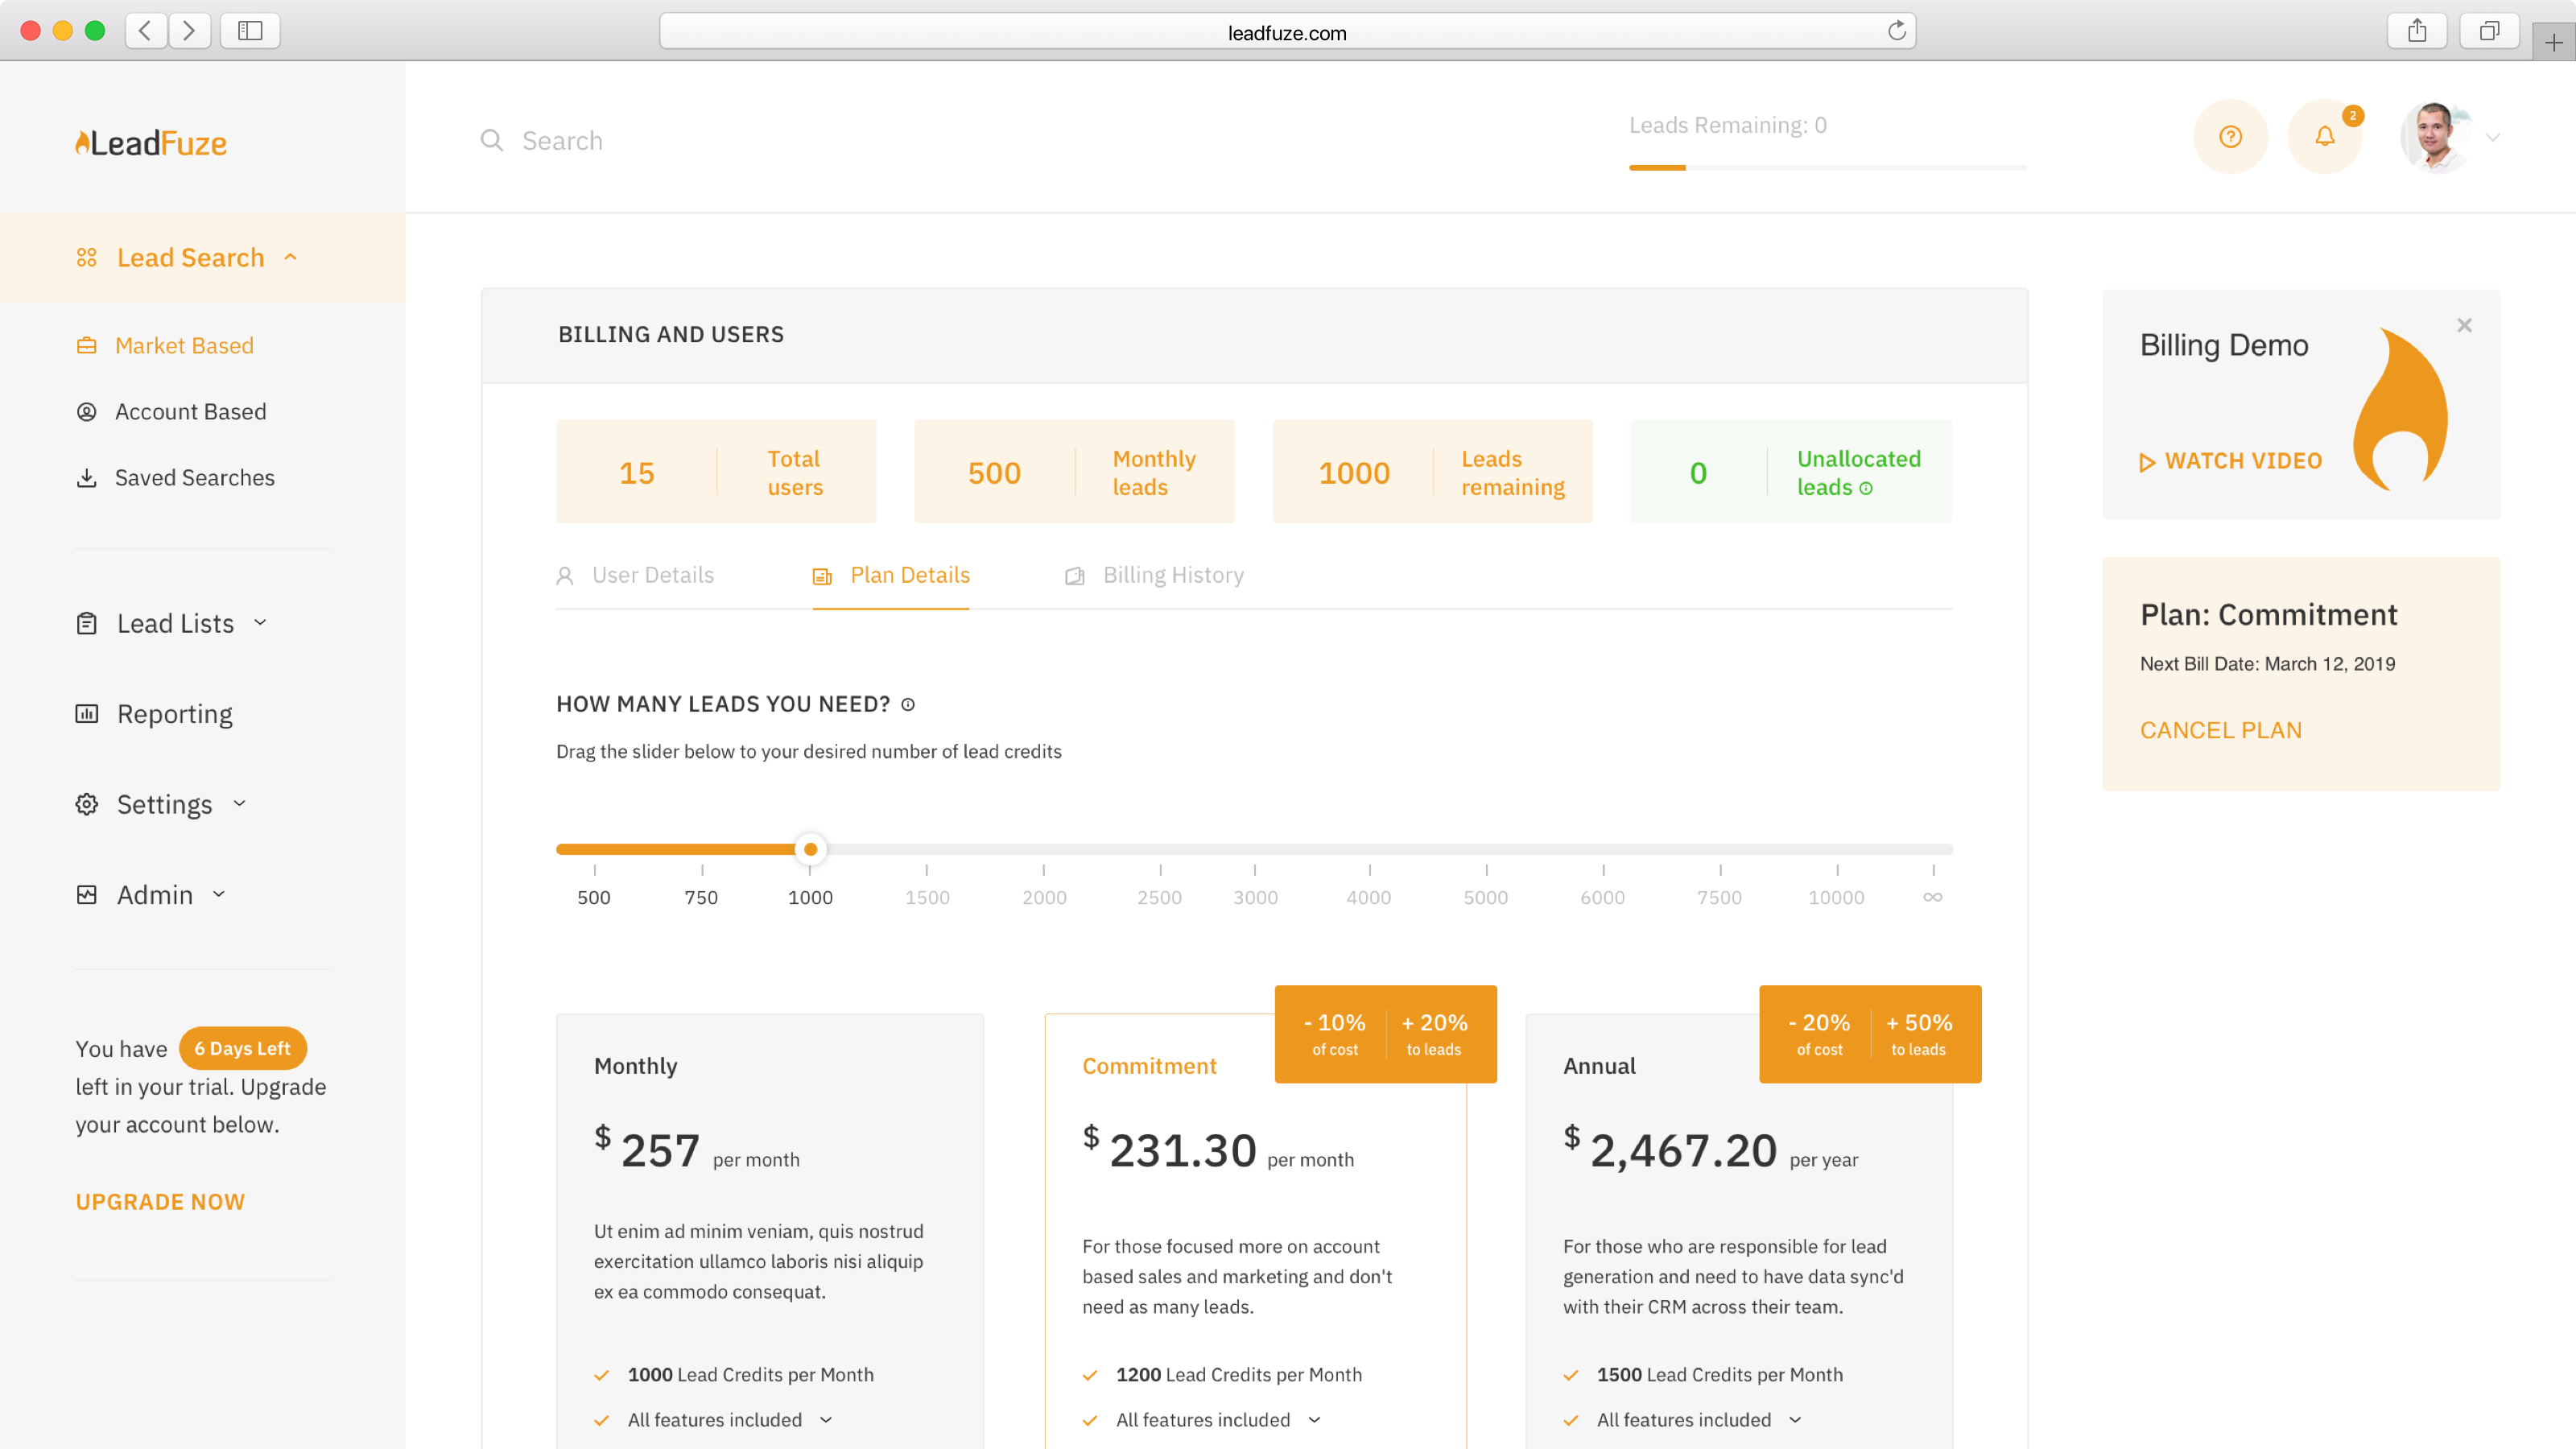 leadfuze.com
LeadFuze
Search
Leads Remaining: 0
2
Lead Search
Market Based
Account Based
Saved Searches
Lead Lists
Reporting
Settings
Admin
You have 6 Days Left
left in your trial. Upgrade
your account below.
UPGRADE NOW
BILLING AND USERS
15 Total
users
500 Monthly
leads
1000 Leads
remaining
0 Unallocated
leads
User Details Plan Details Billing History
HOW MANY LEADS YOU NEED?
Drag the slider below to your desired number of lead credits
500 750 1000 1500 2000 2500 3000 4000 5000 6000 7500 10000 ∞
Monthly
$ 257 per month
Ut enim ad minim veniam, quis nostrud
exercitation ullamco laboris nisi aliquip
ex ea commodo consequat.
1000 Lead Credits per Month
All features included
- 10% + 20%
of cost to leads
Commitment
$ 231.30 per month
For those focused more on account
based sales and marketing and don't
need as many leads.
1200 Lead Credits per Month
All features included
- 20% + 50%
of cost to leads
Annual
$ 2,467.20 per year
For those who are responsible for lead
generation and need to have data sync'd
with their CRM across their team.
1500 Lead Credits per Month
All features included
Billing Demo
WATCH VIDEO
Plan: Commitment
Next Bill Date: March 12, 2019
CANCEL PLAN